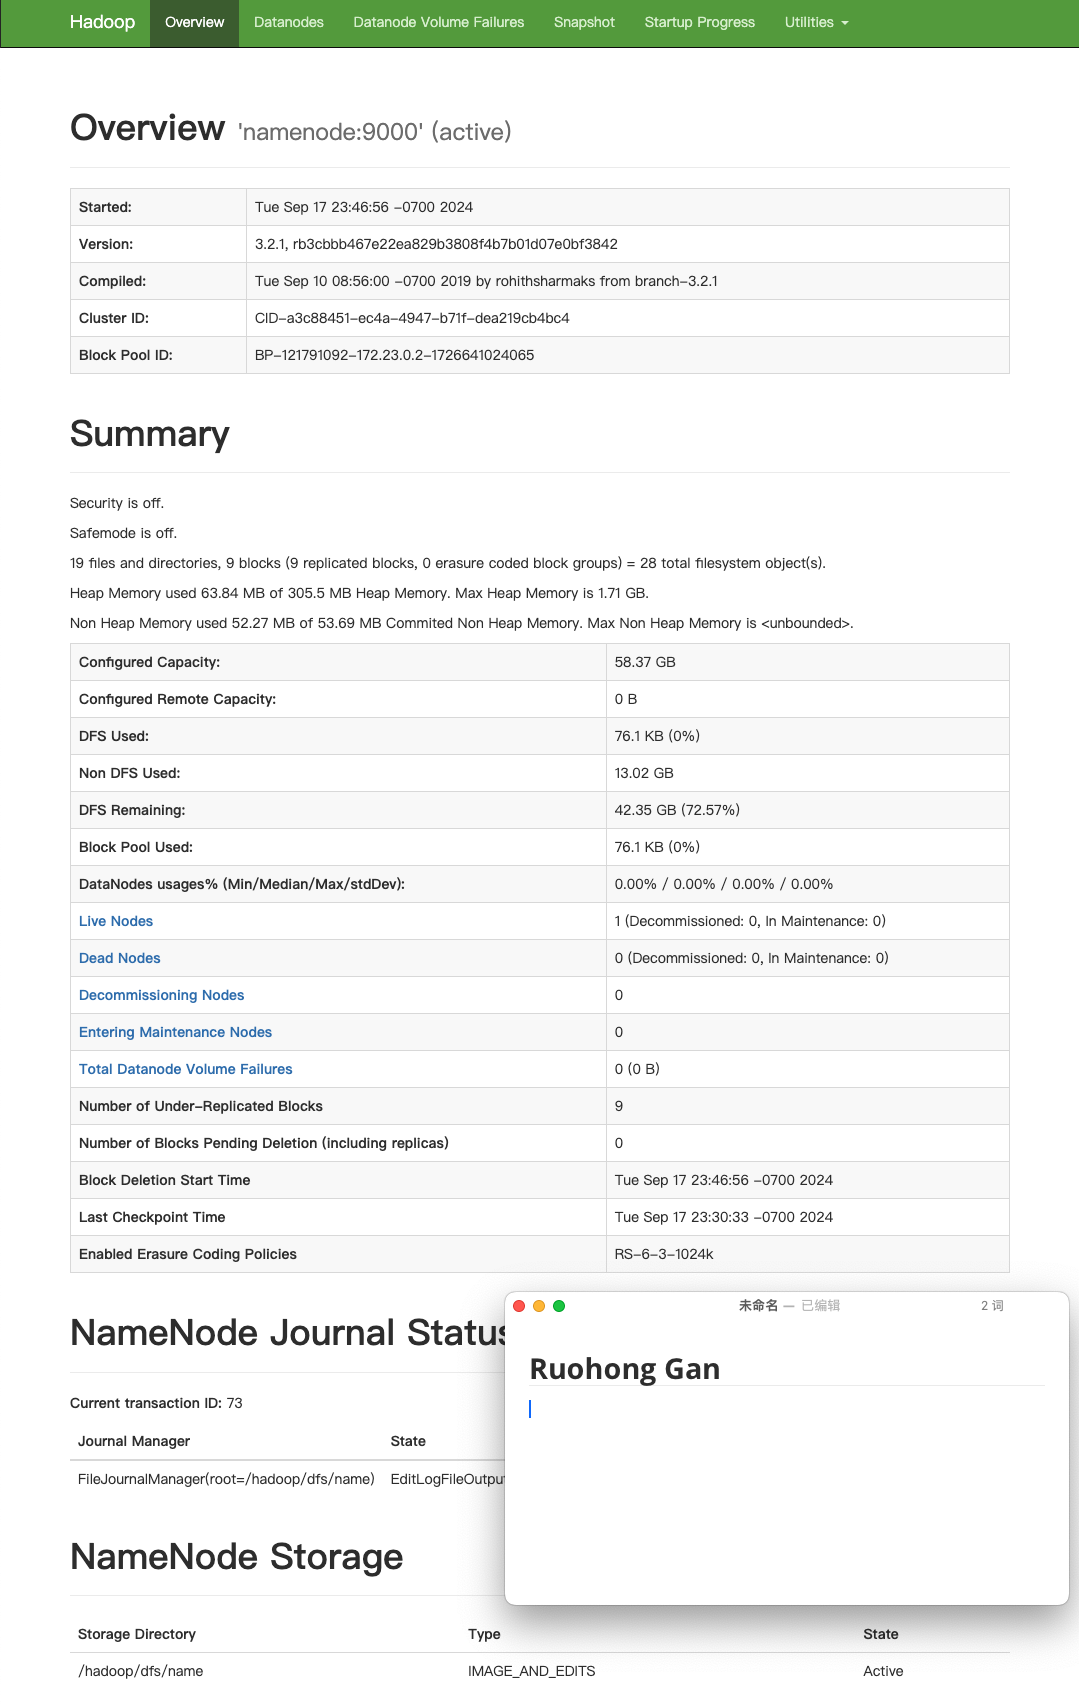 Hadoop Overview Datanodes Datanode Volume Failures Snapshot Startup Progress Utilities
Overview 'namenode:9000' (active)
Started: Tue Sep 17 23:46:56 -0700 2024
Version: 3.2.1, rb3cbbb467e22ea829b3808f4b7b01d07e0bf3842
Compiled: Tue Sep 10 08:56:00 -0700 2019 by rohithsharmaks from branch-3.2.1
Cluster ID: CID-a3c88451-ec4a-4947-b71f-dea219cb4bc4
Block Pool ID: BP-121791092-172.23.0.2-1726641024065
Summary
Security is off.
Safemode is off.
19 files and directories, 9 blocks (9 replicated blocks, 0 erasure coded block groups) = 28 total filesystem object(s).
Heap Memory used 63.84 MB of 305.5 MB Heap Memory. Max Heap Memory is 1.71 GB.
Non Heap Memory used 52.27 MB of 53.69 MB Commited Non Heap Memory. Max Non Heap Memory is <unbounded>.
Configured Capacity: 58.37 GB
Configured Remote Capacity: 0 B
DFS Used: 76.1 KB (0%)
Non DFS Used: 13.02 GB
DFS Remaining: 42.35 GB (72.57%)
Block Pool Used: 76.1 KB (0%)
DataNodes usages% (Min/Median/Max/stdDev): 0.00% / 0.00% / 0.00% / 0.00%
Live Nodes 1 (Decommissioned: 0, In Maintenance: 0)
Dead Nodes 0 (Decommissioned: 0, In Maintenance: 0)
Decommissioning Nodes 0
Entering Maintenance Nodes 0
Total Datanode Volume Failures 0 (0 B)
Number of Under-Replicated Blocks 9
Number of Blocks Pending Deletion (including replicas) 0
Block Deletion Start Time Tue Sep 17 23:46:56 -0700 2024
Last Checkpoint Time Tue Sep 17 23:30:33 -0700 2024
Enabled Erasure Coding Policies RS-6-3-1024k
NameNode Journal Status
Current transaction ID: 73
Journal Manager State
FileJournalManager(root=/hadoop/dfs/name) EditLogFileOutput
未命名 — 已编辑 2 词
Ruohong Gan
NameNode Storage
Storage Directory Type State
/hadoop/dfs/name IMAGE_AND_EDITS Active